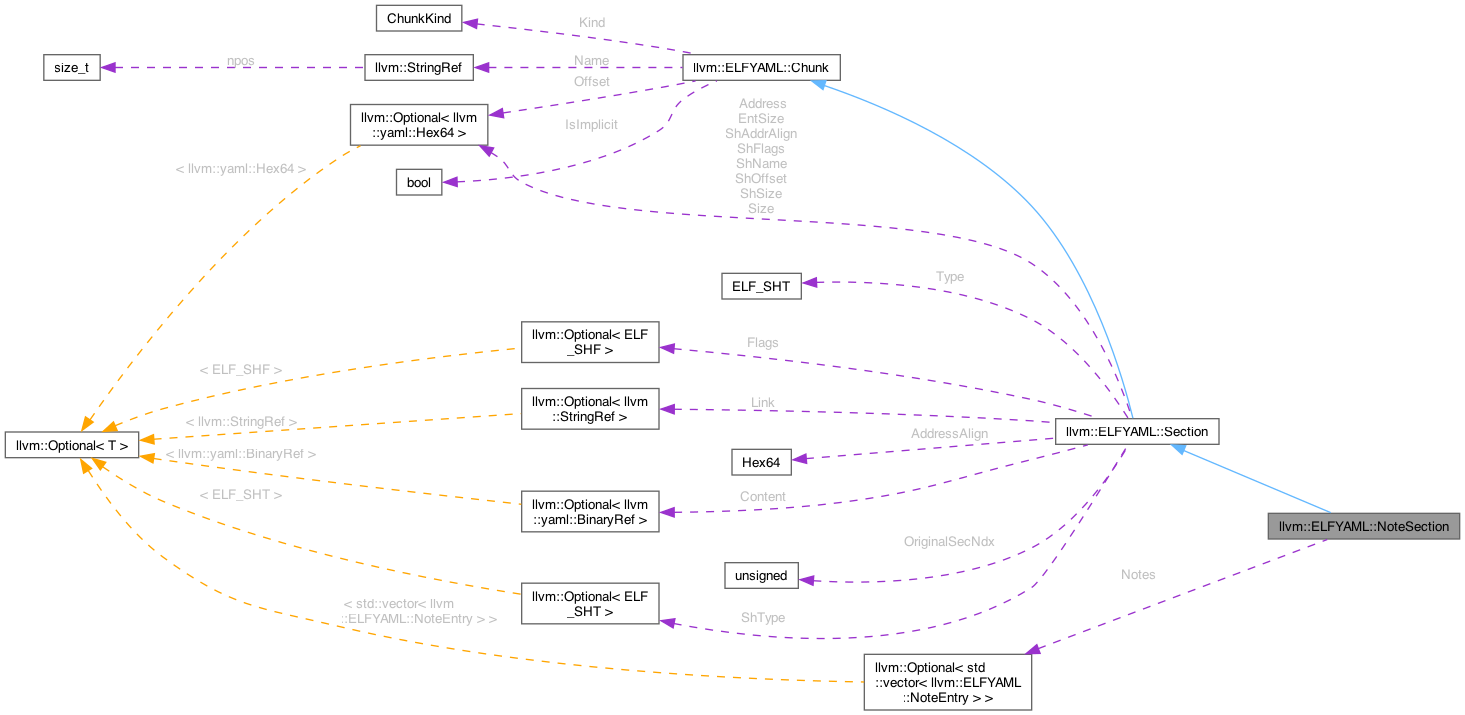 ChunkKind
Kind
size_t
npos
llvm::StringRef
Name
llvm::ELFYAML::Chunk
Offset
llvm::Optional< llvm
::yaml::Hex64 >
IsImplicit
Address
EntSize
ShAddrAlign
ShFlags
ShName
ShOffset
ShSize
Size
< llvm::yaml::Hex64 >
bool
ELF_SHT
Type
llvm::Optional< ELF
_SHF >
Flags
< ELF_SHF >
llvm::Optional< llvm
::StringRef >
Link
< llvm::StringRef >
llvm::Optional< T >
llvm::ELFYAML::Section
AddressAlign
Hex64
< llvm::yaml::BinaryRef >
< ELF_SHT >
llvm::Optional< llvm
::yaml::BinaryRef >
Content
llvm::ELFYAML::NoteSection
OriginalSecNdx
unsigned
Notes
llvm::Optional< ELF
_SHT >
ShType
< std::vector< llvm
::ELFYAML::NoteEntry > >
llvm::Optional< std
::vector< llvm::ELFYAML
::NoteEntry > >